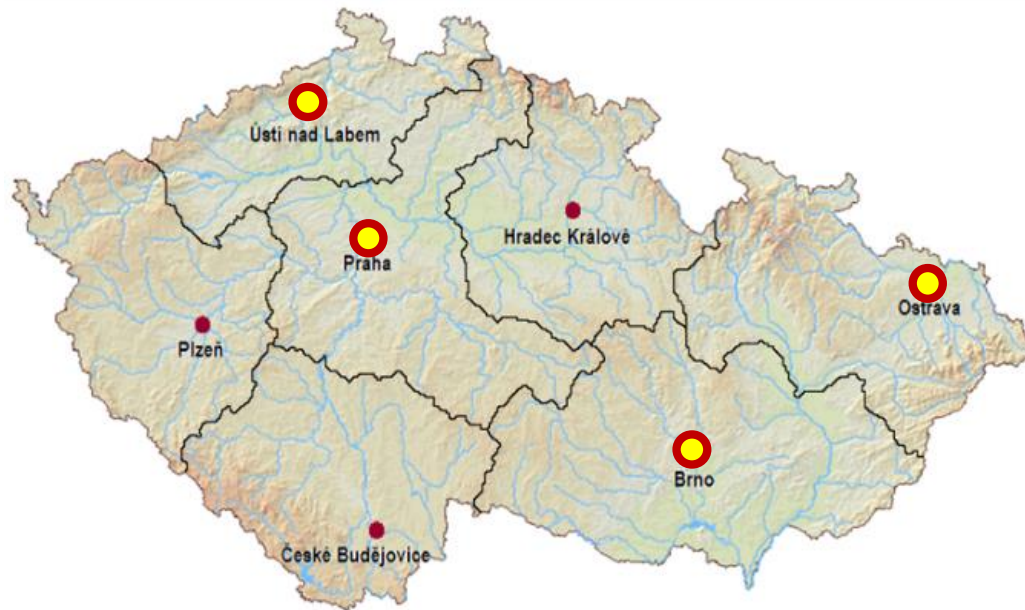 Ústí nad Labem
Hradec Králové
Praha
Ostrava
Plzeň
Brno
České Budějovice